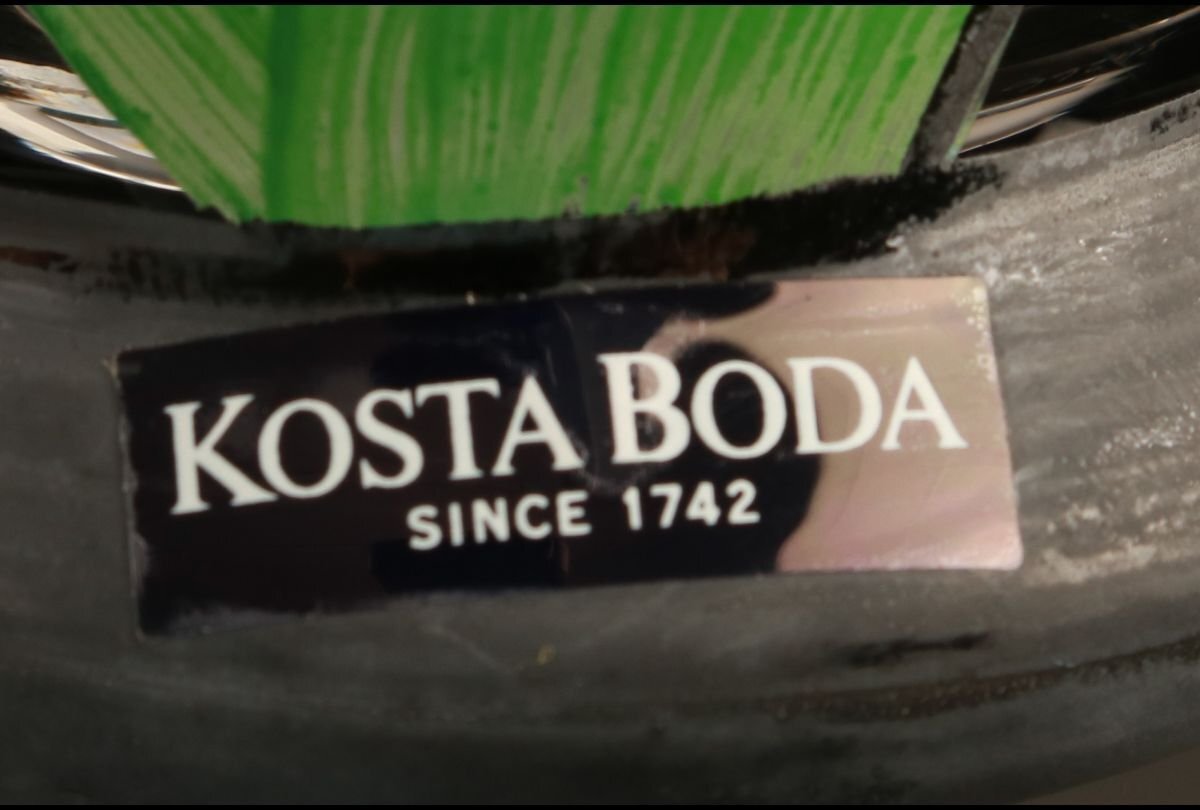 KOSTA BODA
SINCE 1742